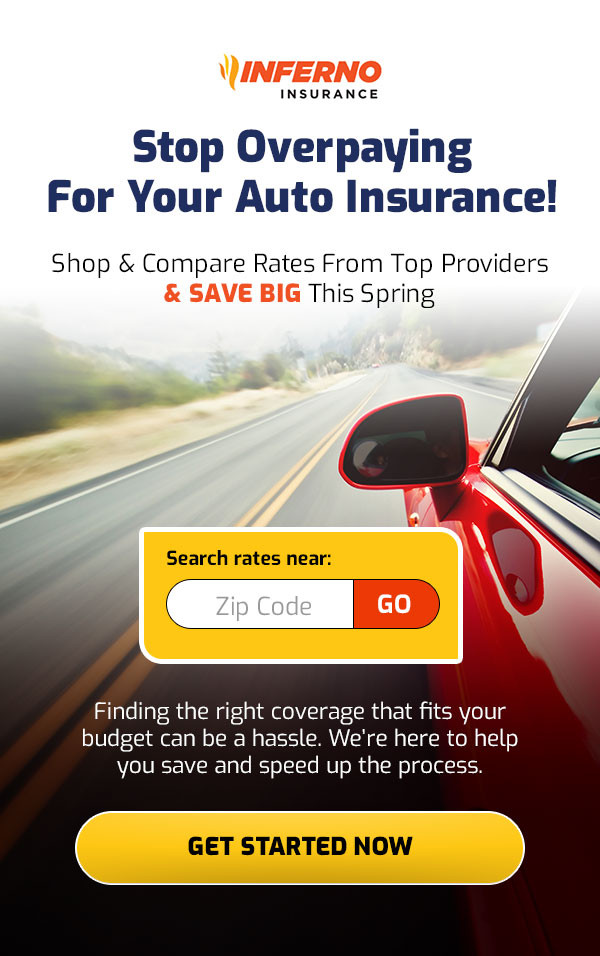 INFERNO
INSURANCE
Stop Overpaying
For Your Auto Insurance!
Shop & Compare Rates From Top Providers
& SAVE BIG This Spring
Search rates near:
Zip Code
GO
Finding the right coverage that fits your
budget can be a hassle. We’re here to help
you save and speed up the process.
GET STARTED NOW